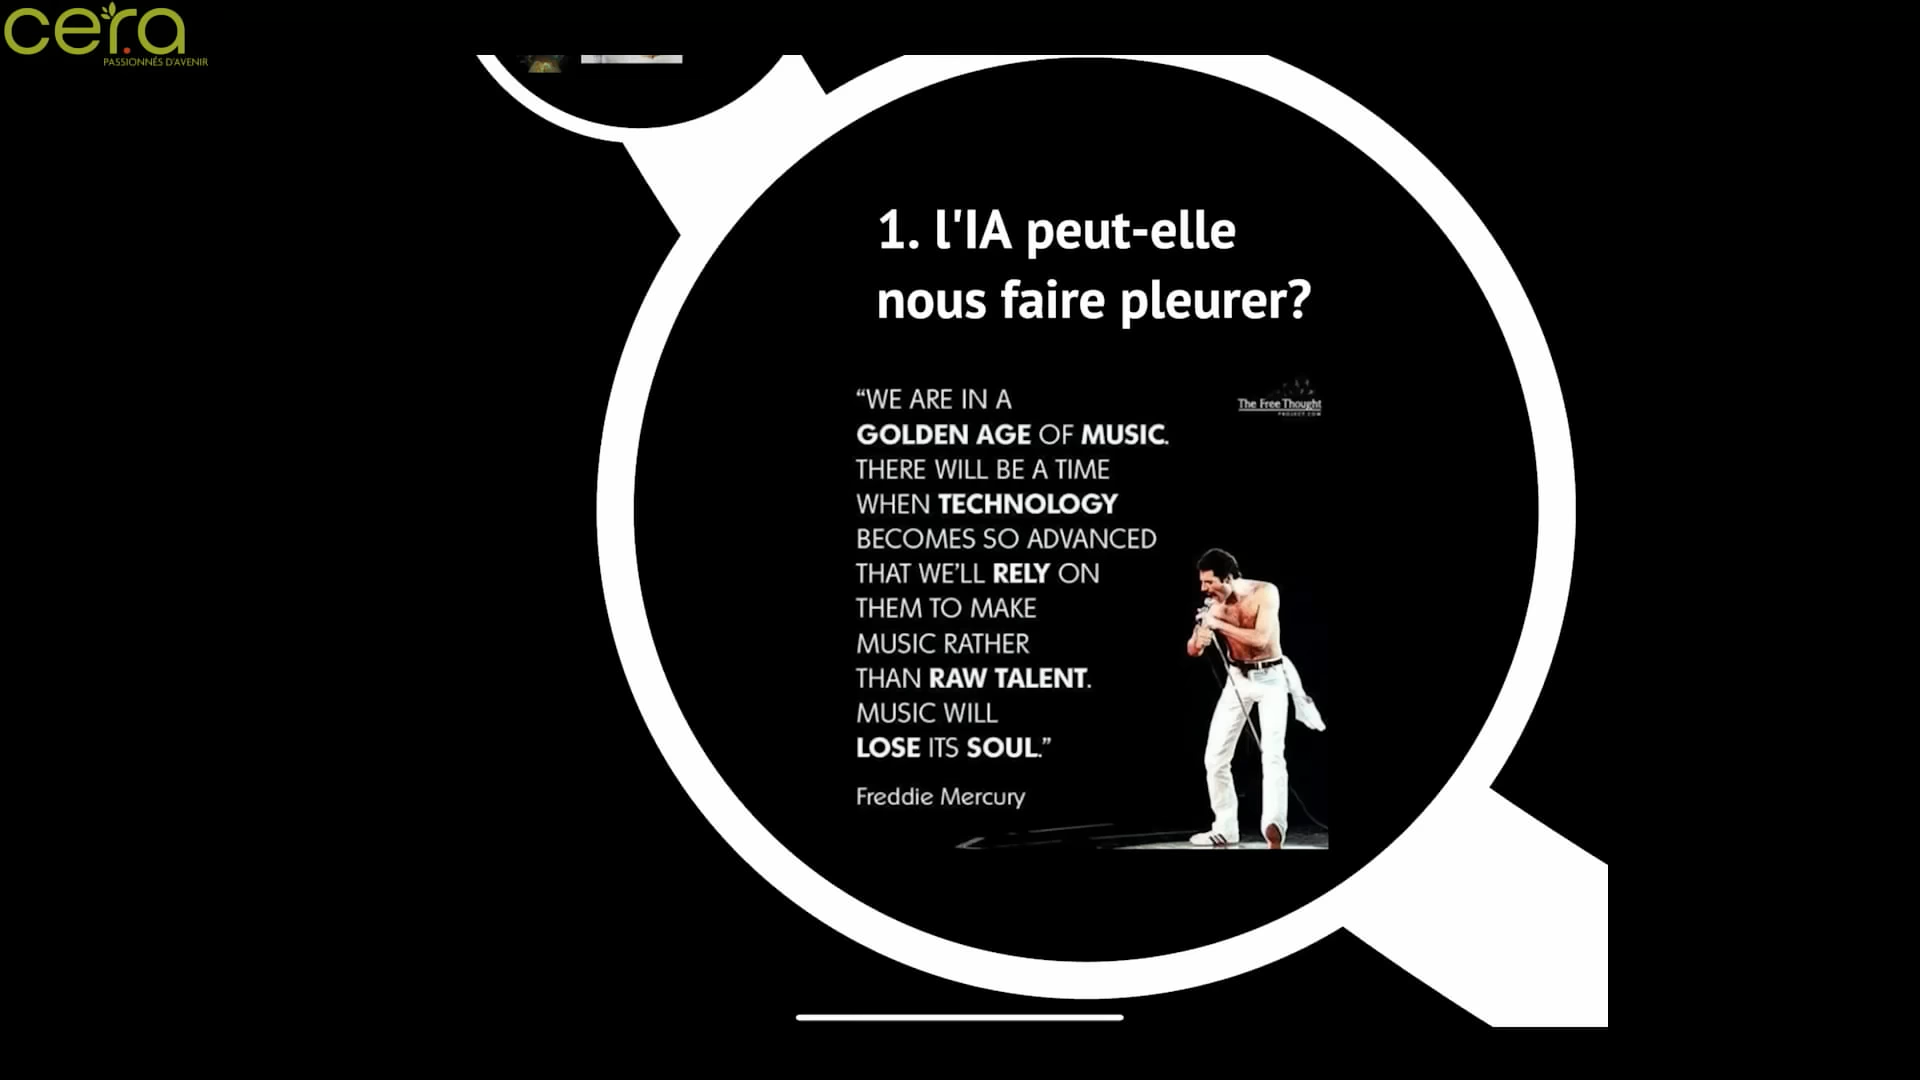 cera
PASSIONNÉS D'AVENIR
1. l'IA peut-elle
nous faire pleurer?
“WE ARE IN A
GOLDEN AGE OF MUSIC.
THERE WILL BE A TIME
WHEN TECHNOLOGY
BECOMES SO ADVANCED
THAT WE’LL RELY ON
THEM TO MAKE
MUSIC RATHER
THAN RAW TALENT.
MUSIC WILL
LOSE ITS SOUL.”
Freddie Mercury
The Free Thought
PROJECT.COM